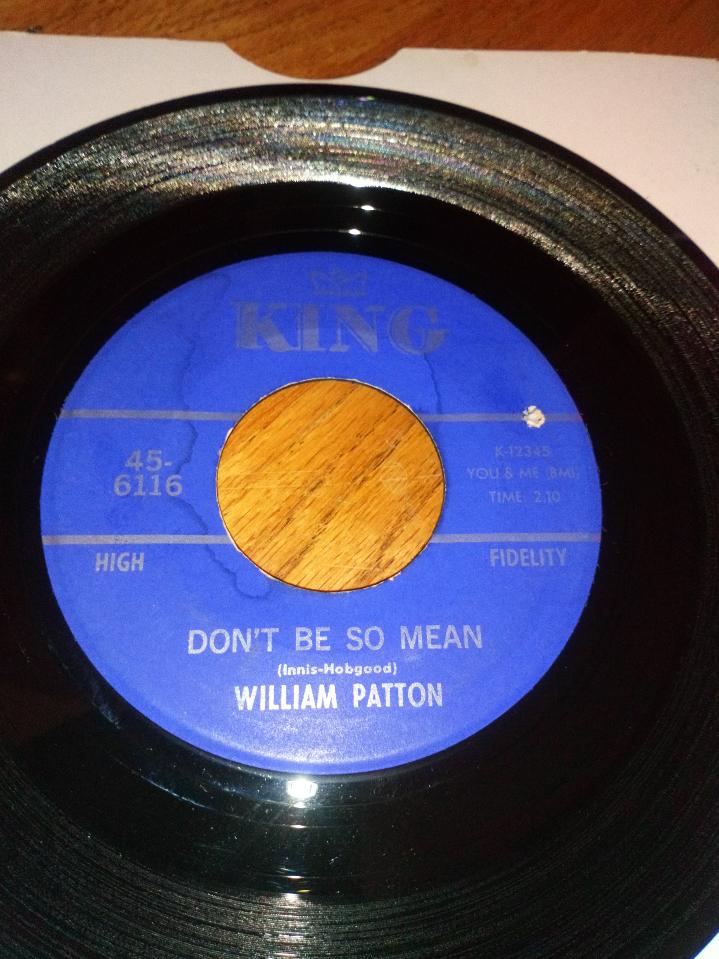 KING
45-
6116
K-12345
YOU & ME (BMI)
TIME: 2.10
HIGH
FIDELITY
DON'T BE SO MEAN
(Innis-Hobgood)
WILLIAM PATTON